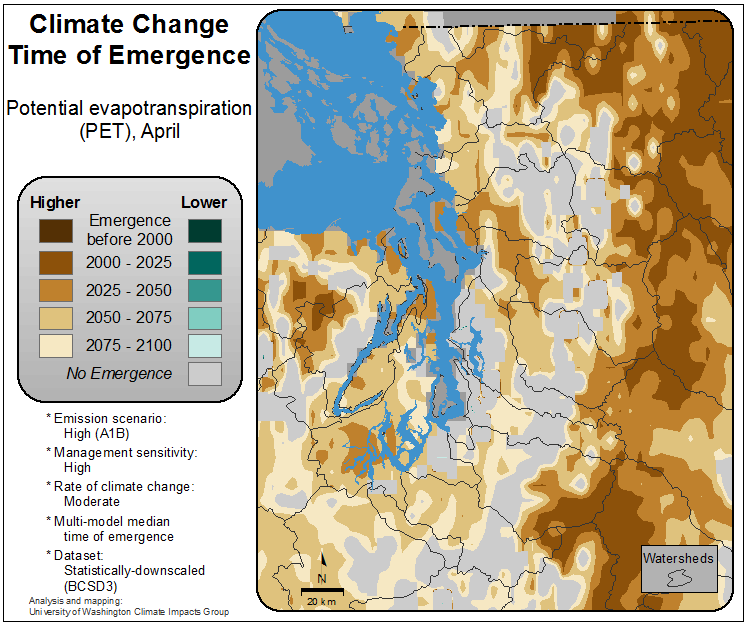 Climate Change
Time of Emergence
Potential evapotranspiration
(PET), April
Higher
Lower
Emergence
before 2000
2000 - 2025
2025 - 2050
2050 - 2075
2075 - 2100
No Emergence
* Emission scenario:
High (A1B)
* Management sensitivity:
High
* Rate of climate change:
Moderate
* Multi-model median
time of emergence
* Dataset:
Statistically-downscaled
(BCSD3)
Analysis and mapping:
University of Washington Climate Impacts Group
N
20 km
Watersheds